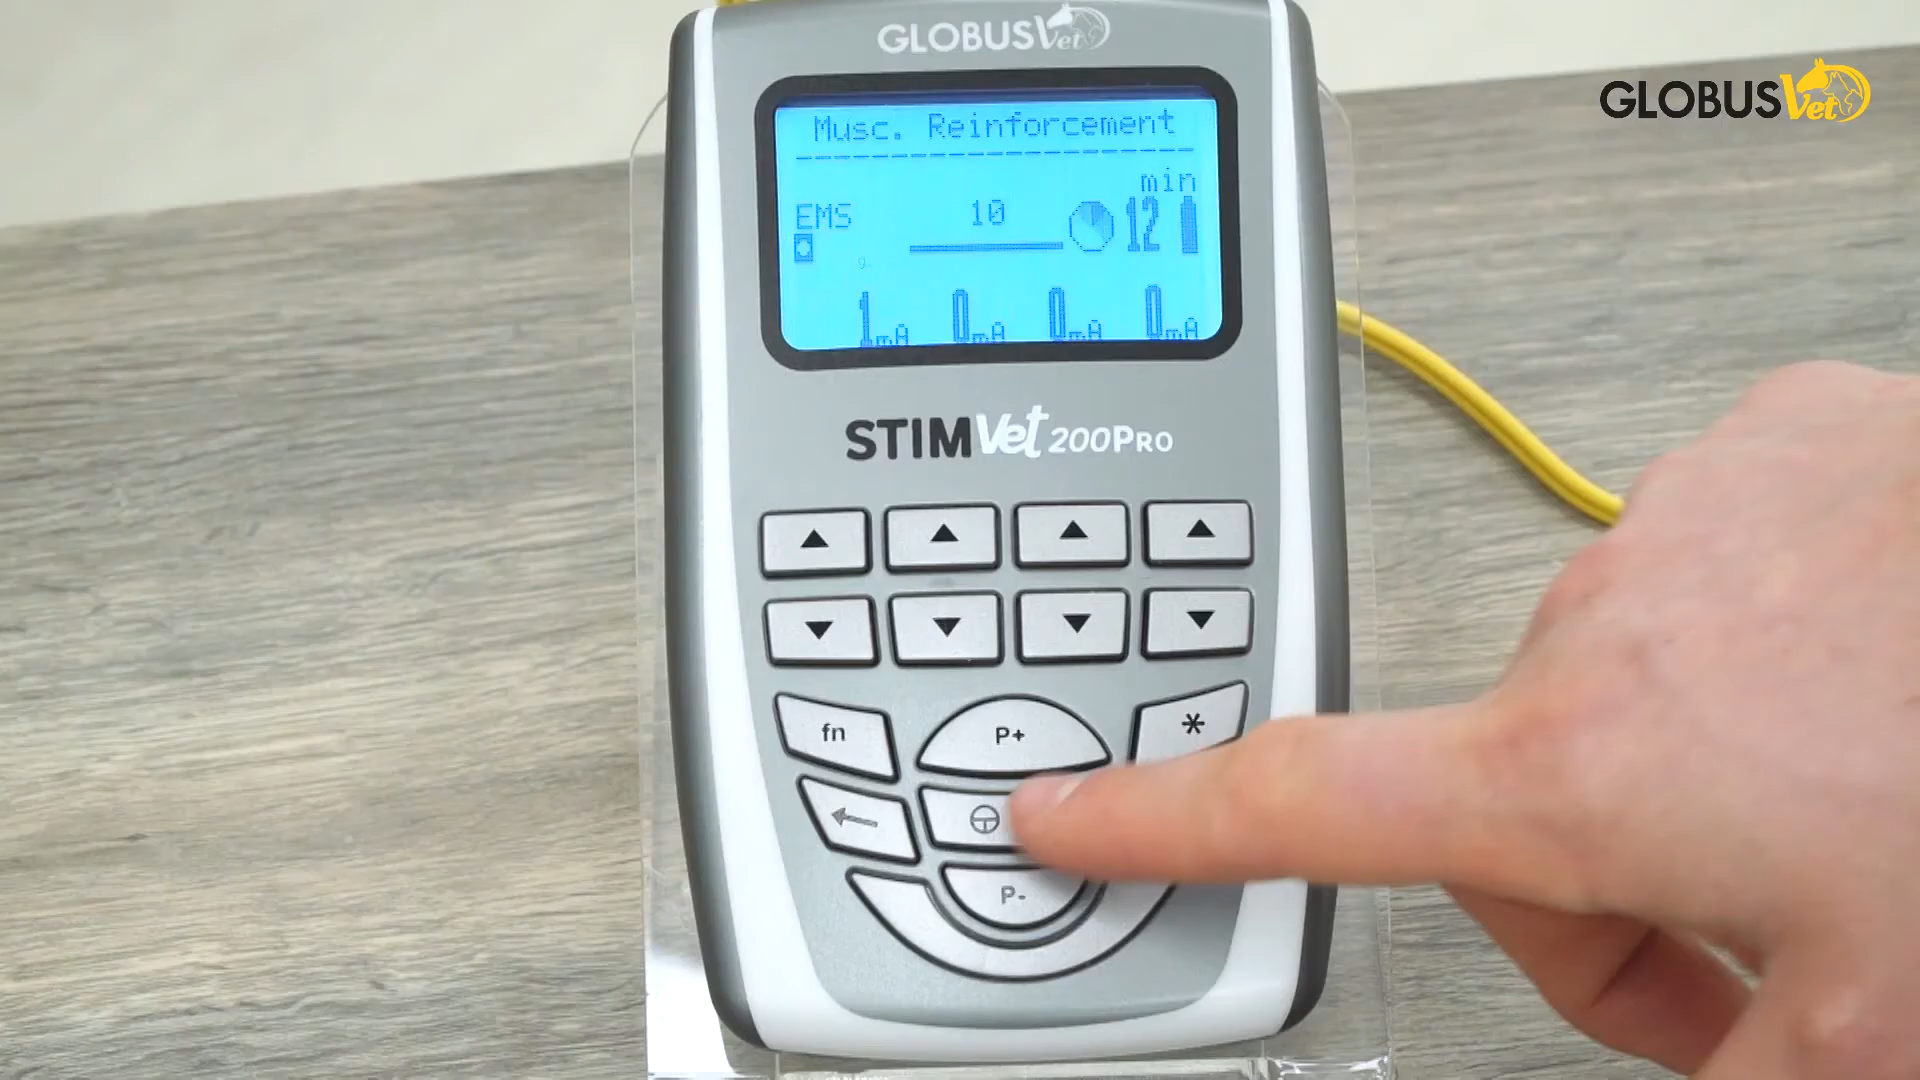 GLOBUSVet
GLOBUSVet
Musc. Reinforcement
min
EMS 10 12
1mA 0mA 0mA 0mA
STIMVet 200PRO
fn P+ *
P-